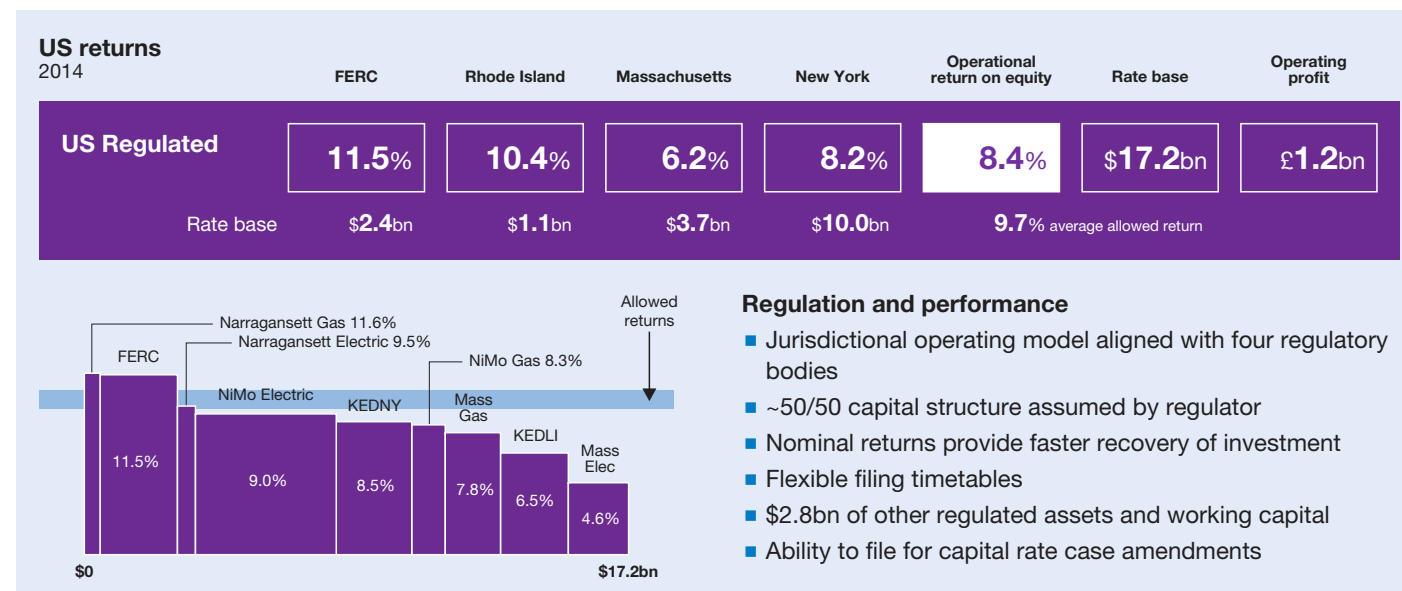 US returns
2014
FERC
Rhode Island
Massachusetts
New York
Operational
return on equity
Rate base
Operating
profit
US Regulated
11.5%
10.4%
6.2%
8.2%
8.4%
$17.2bn
£1.2bn
Rate base
$2.4bn
$1.1bn
$3.7bn
$10.0bn
9.7% average allowed return
Allowed
returns
Narragansett Gas 11.6%
Narragansett Electric 9.5%
FERC
NiMo Gas 8.3%
NiMo Electric
KEDNY
Mass
Gas
KEDLI
Mass
Elec
11.5%
9.0%
8.5%
7.8%
6.5%
4.6%
$0
$17.2bn
Regulation and performance
■ Jurisdictional operating model aligned with four regulatory
bodies
■ ~50/50 capital structure assumed by regulator
■ Nominal returns provide faster recovery of investment
■ Flexible filing timetables
■ $2.8bn of other regulated assets and working capital
■ Ability to file for capital rate case amendments